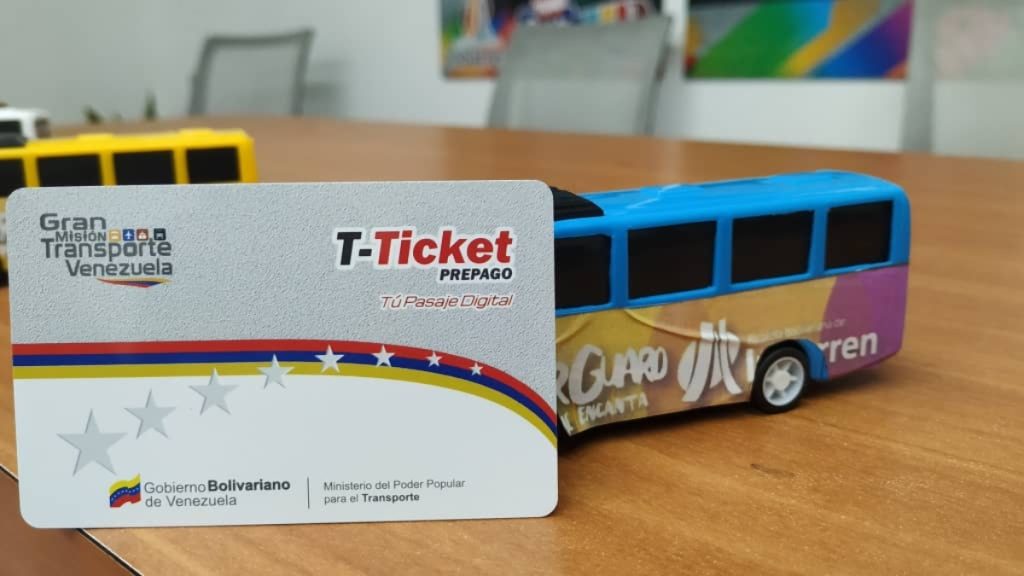 Gran
Misión
Transporte
Venezuela
T-Ticket
PREPAGO
Tú Pasaje Digital
Gobierno Bolivariano
de Venezuela
Ministerio del Poder Popular
para el Transporte
GUARO
ENCANTA